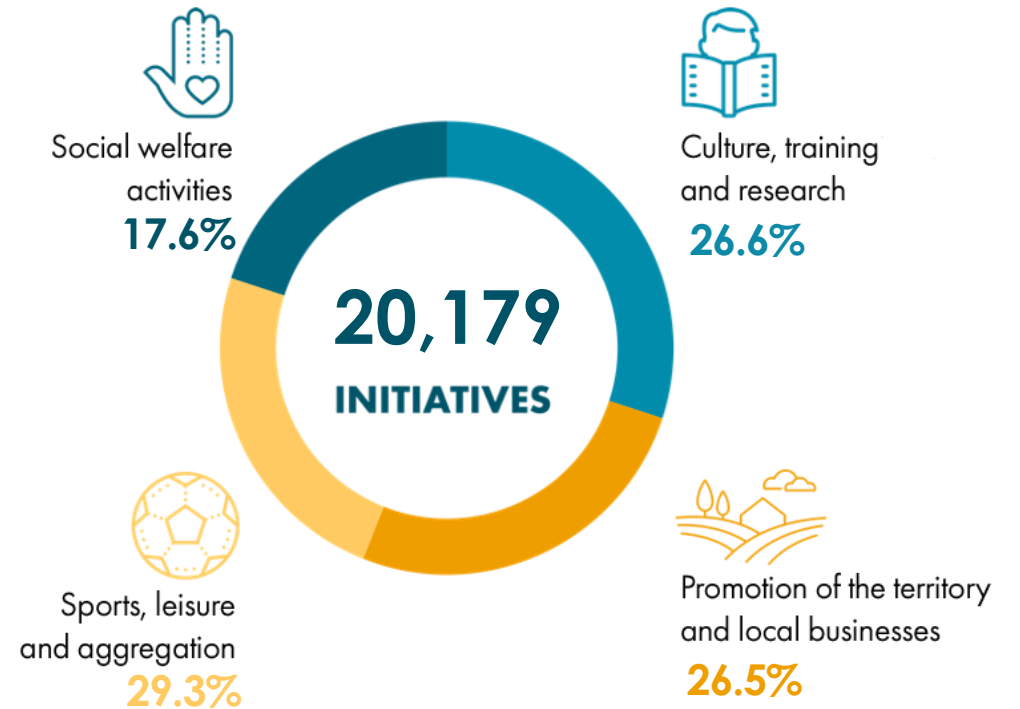 Social welfare
activities
17.6%
Culture, training
and research
26.6%
20,179
INITIATIVES
Sports, leisure
and aggregation
29.3%
Promotion of the territory
and local businesses
26.5%